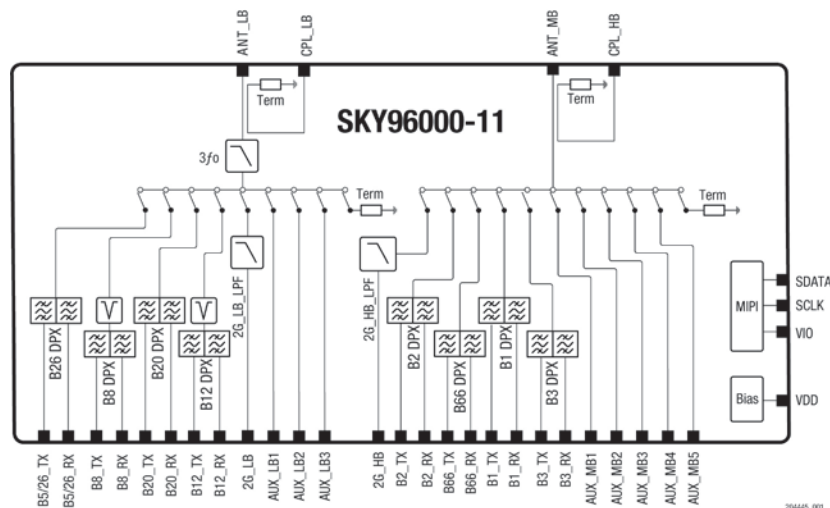 ANT_LB
CPL_LB
ANT_MB
CPL_HB
Term
Term
SKY96000-11
3fo
Term
Term
2G_LB_LPF
2G_HB_LPF
B26 DPX
B8 DPX
B20 DPX
B12 DPX
B2 DPX
B66 DPX
B1 DPX
B3 DPX
MIPI
SDATA
SCLK
VIO
Bias
VDD
B5/26_TX
B5/26_RX
B8_TX
B8_RX
B20_TX
B20_RX
B12_TX
B12_RX
2G_LB
AUX_LB1
AUX_LB2
AUX_LB3
2G_HB
B2_TX
B2_RX
B66_TX
B66_RX
B1_TX
B1_RX
B3_TX
B3_RX
AUX_MB1
AUX_MB2
AUX_MB3
AUX_MB4
AUX_MB5
204445_001